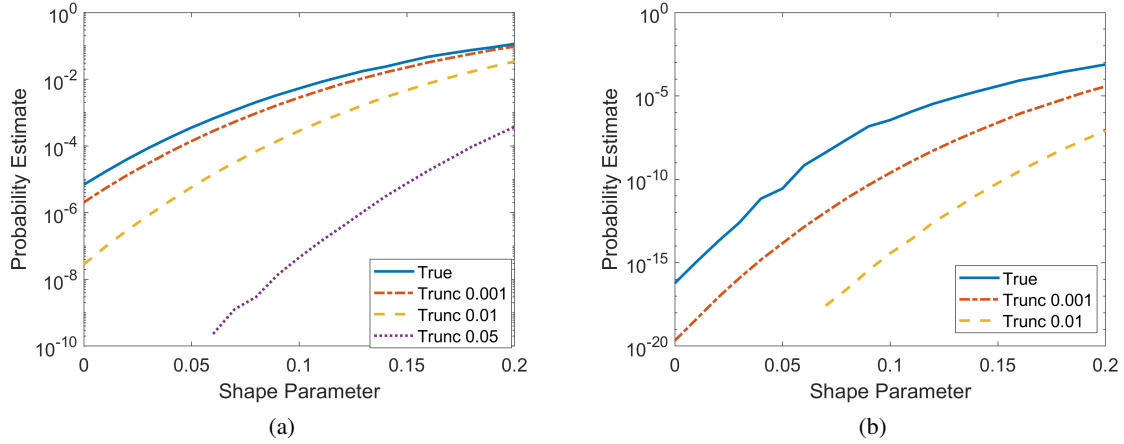 10^0
10^-2
10^-4
10^-6
10^-8
10^-10
Probability Estimate
0 0.05 0.1 0.15 0.2
Shape Parameter
True
Trunc 0.001
Trunc 0.01
Trunc 0.05
(a)
10^0
10^-5
10^-10
10^-15
10^-20
Probability Estimate
0 0.05 0.1 0.15 0.2
Shape Parameter
True
Trunc 0.001
Trunc 0.01
(b)